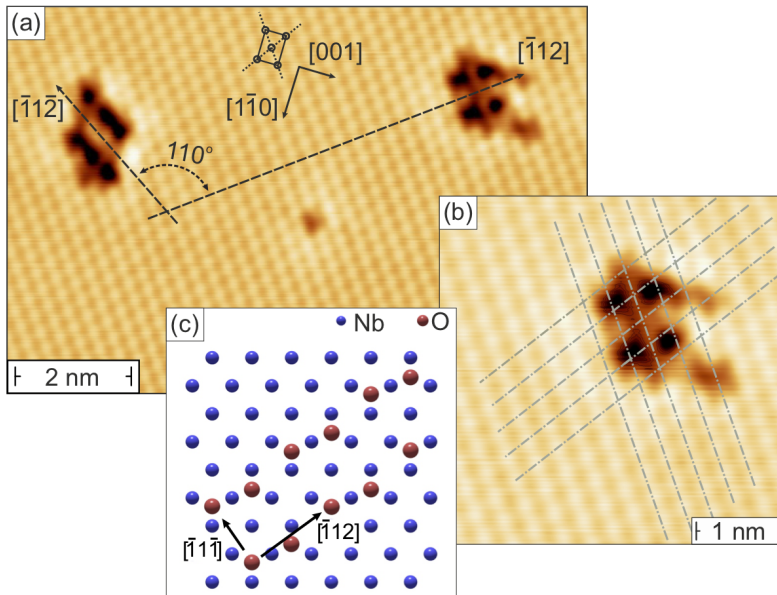 (a)
[001]
[1̄12]
[11̄0]
[1̄12̄]
110°
2 nm
(b)
1 nm
(c)
Nb
O
[1̄11̄]
[1̄12]